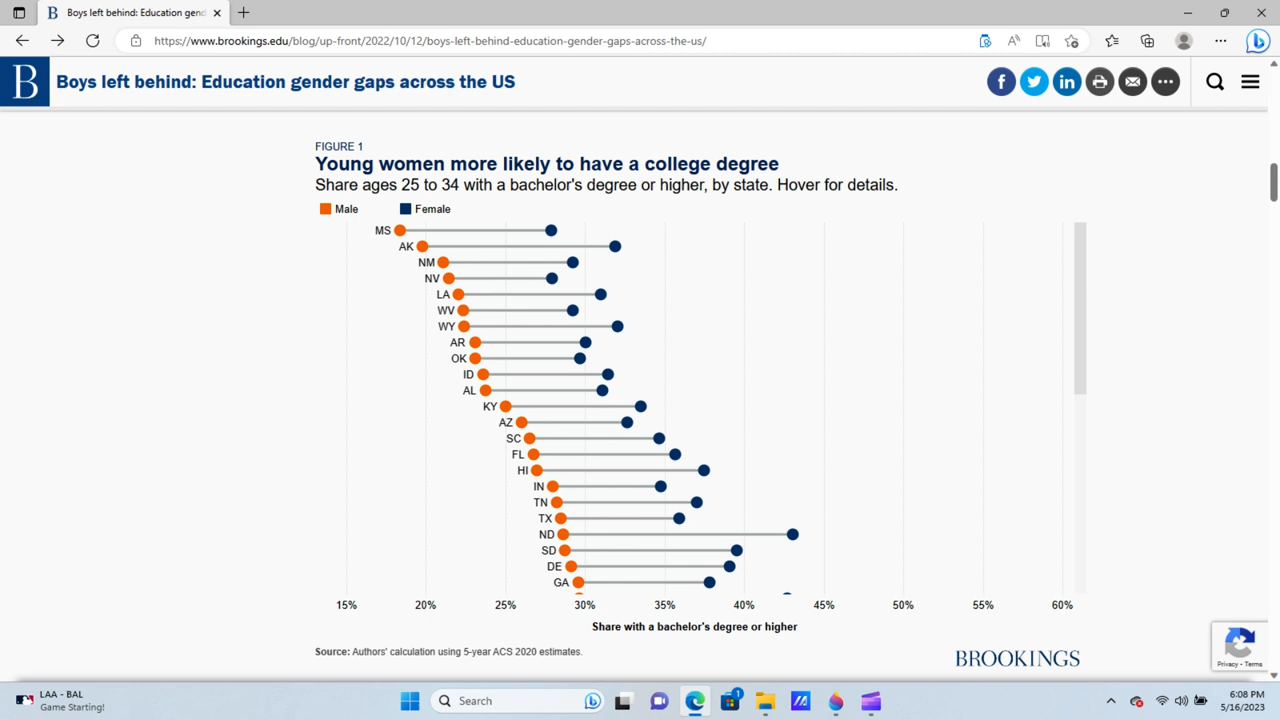 Boys left behind: Education gend
https://www.brookings.edu/blog/up-front/2022/10/12/boys-left-behind-education-gender-gaps-across-the-us/
B Boys left behind: Education gender gaps across the US
FIGURE 1
Young women more likely to have a college degree
Share ages 25 to 34 with a bachelor's degree or higher, by state. Hover for details.
Male Female
MS
AK
NM
NV
LA
WV
WY
AR
OK
ID
AL
KY
AZ
SC
FL
HI
IN
TN
TX
ND
SD
DE
GA
15% 20% 25% 30% 35% 40% 45% 50% 55% 60%
Share with a bachelor's degree or higher
Source: Authors' calculation using 5-year ACS 2020 estimates.
BROOKINGS
Privacy - Terms
LAA - BAL
Game Starting!
Search
1
6:08 PM
5/16/2023